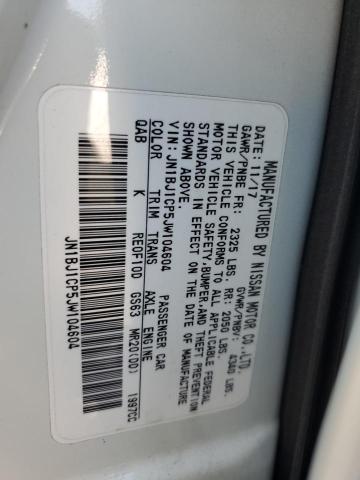 MANUFACTURED BY NISSAN MOTOR CO.,LTD.
DATE: 11/17 GVWR/PNBV: 4340 LBS.
GAWR/PNBE FR: 2325 LBS. RR: 2050 LBS.
THIS VEHICLE CONFORMS TO ALL APPLICABLE FEDERAL
MOTOR VEHICLE SAFETY,BUMPER,AND THEFT PREVENTION
STANDARDS IN EFFECT ON THE DATE OF MANUFACTURE
SHOWN ABOVE.
VIN: JN1BJ1CP5JW104604 PASSENGER CAR
COLOR TRIM TRANS AXLE ENGINE
QAB K RE0F10D GS63 MR20(DD) 1997CC
JN1BJ1CP5JW104604